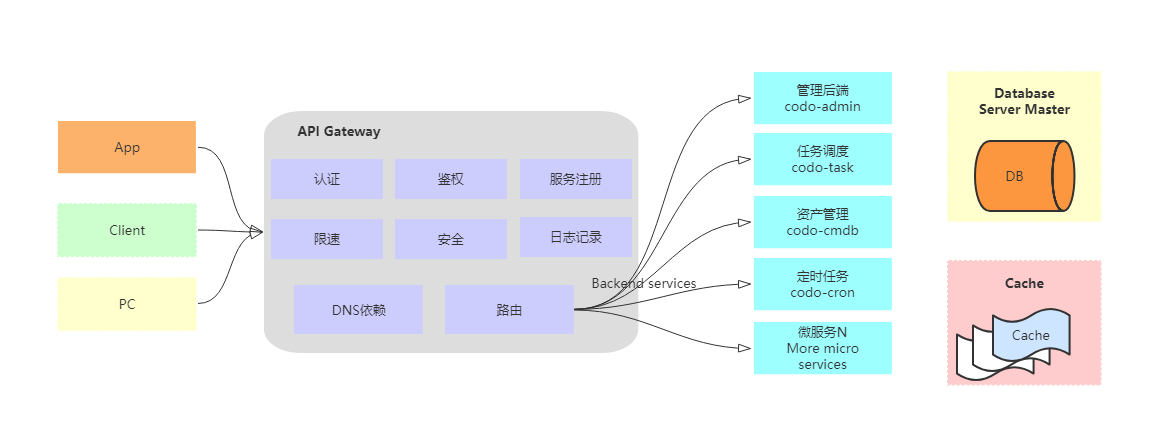 App
Client
PC
API Gateway
认证
鉴权
服务注册
限速
安全
日志记录
DNS依赖
路由
Backend services
管理后端
codo-admin
任务调度
codo-task
资产管理
codo-cmdb
定时任务
codo-cron
微服务N
More micro
services
Database
Server Master
DB
Cache
Cache